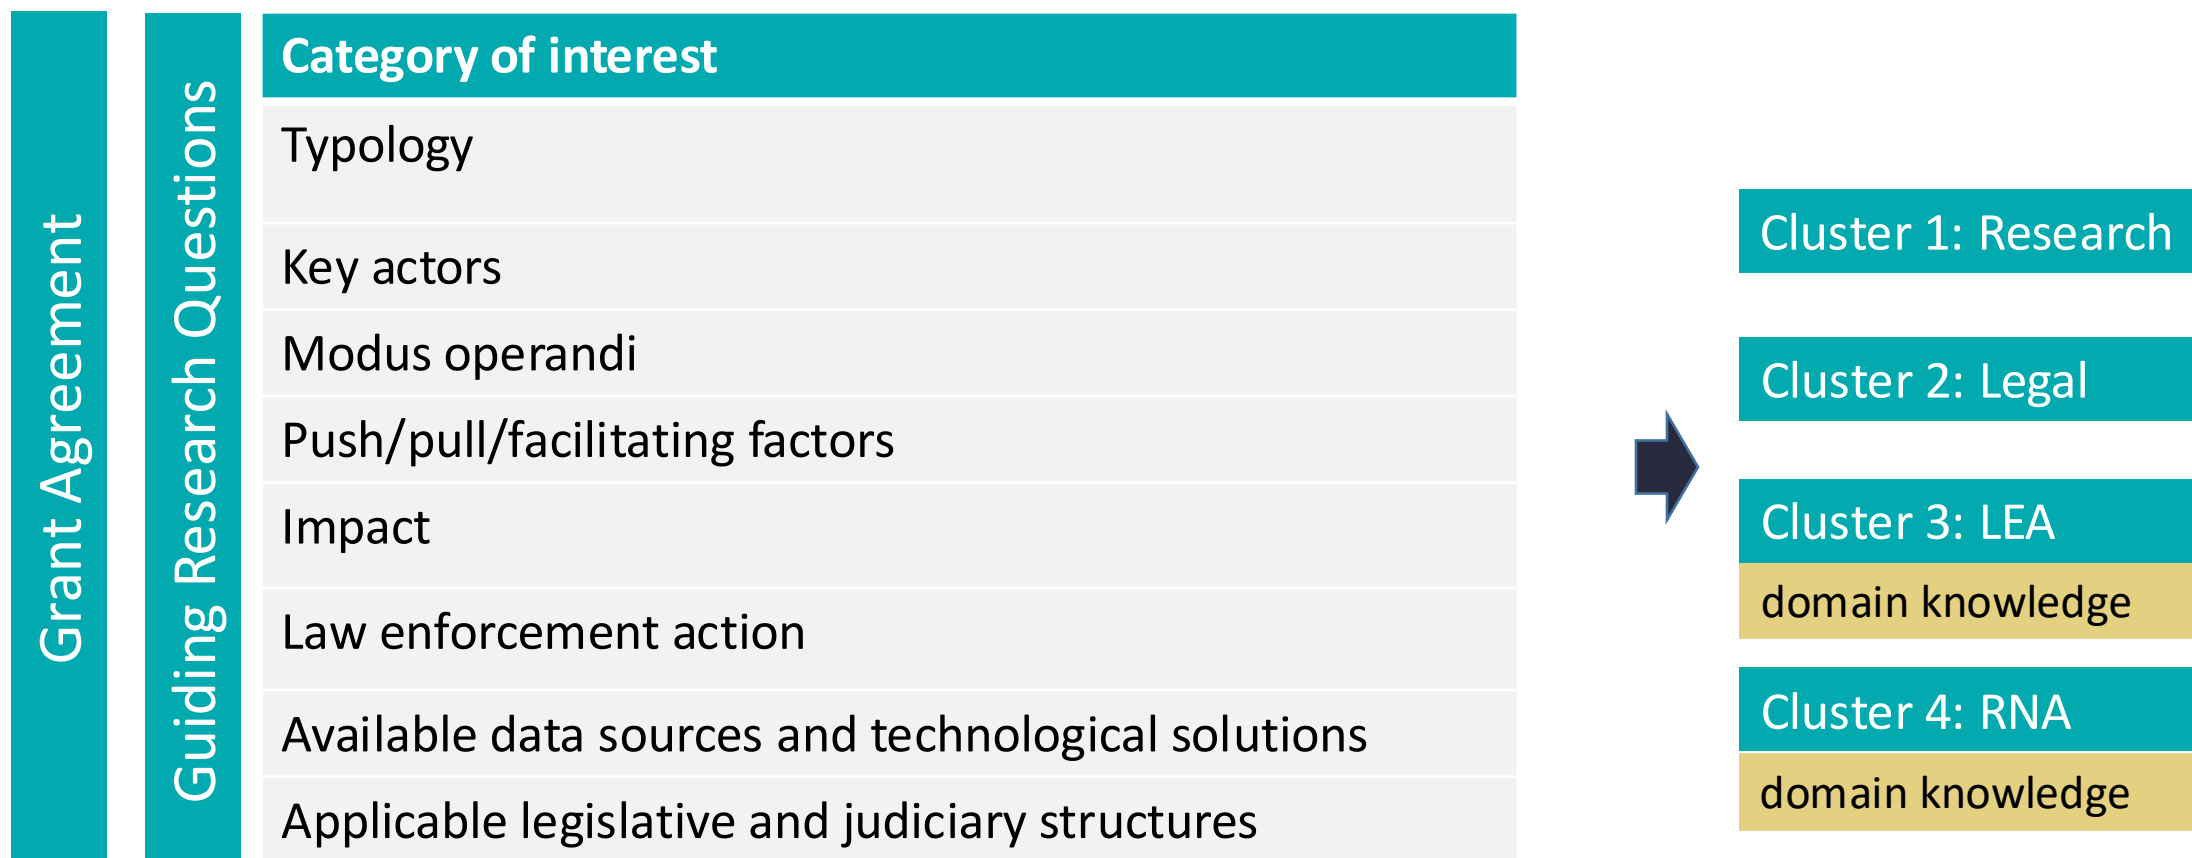 Grant Agreement
Guiding Research Questions
Category of interest
Typology
Key actors
Modus operandi
Push/pull/facilitating factors
Impact
Law enforcement action
Available data sources and technological solutions
Applicable legislative and judiciary structures
Cluster 1: Research
Cluster 2: Legal
Cluster 3: LEA
domain knowledge
Cluster 4: RNA
domain knowledge